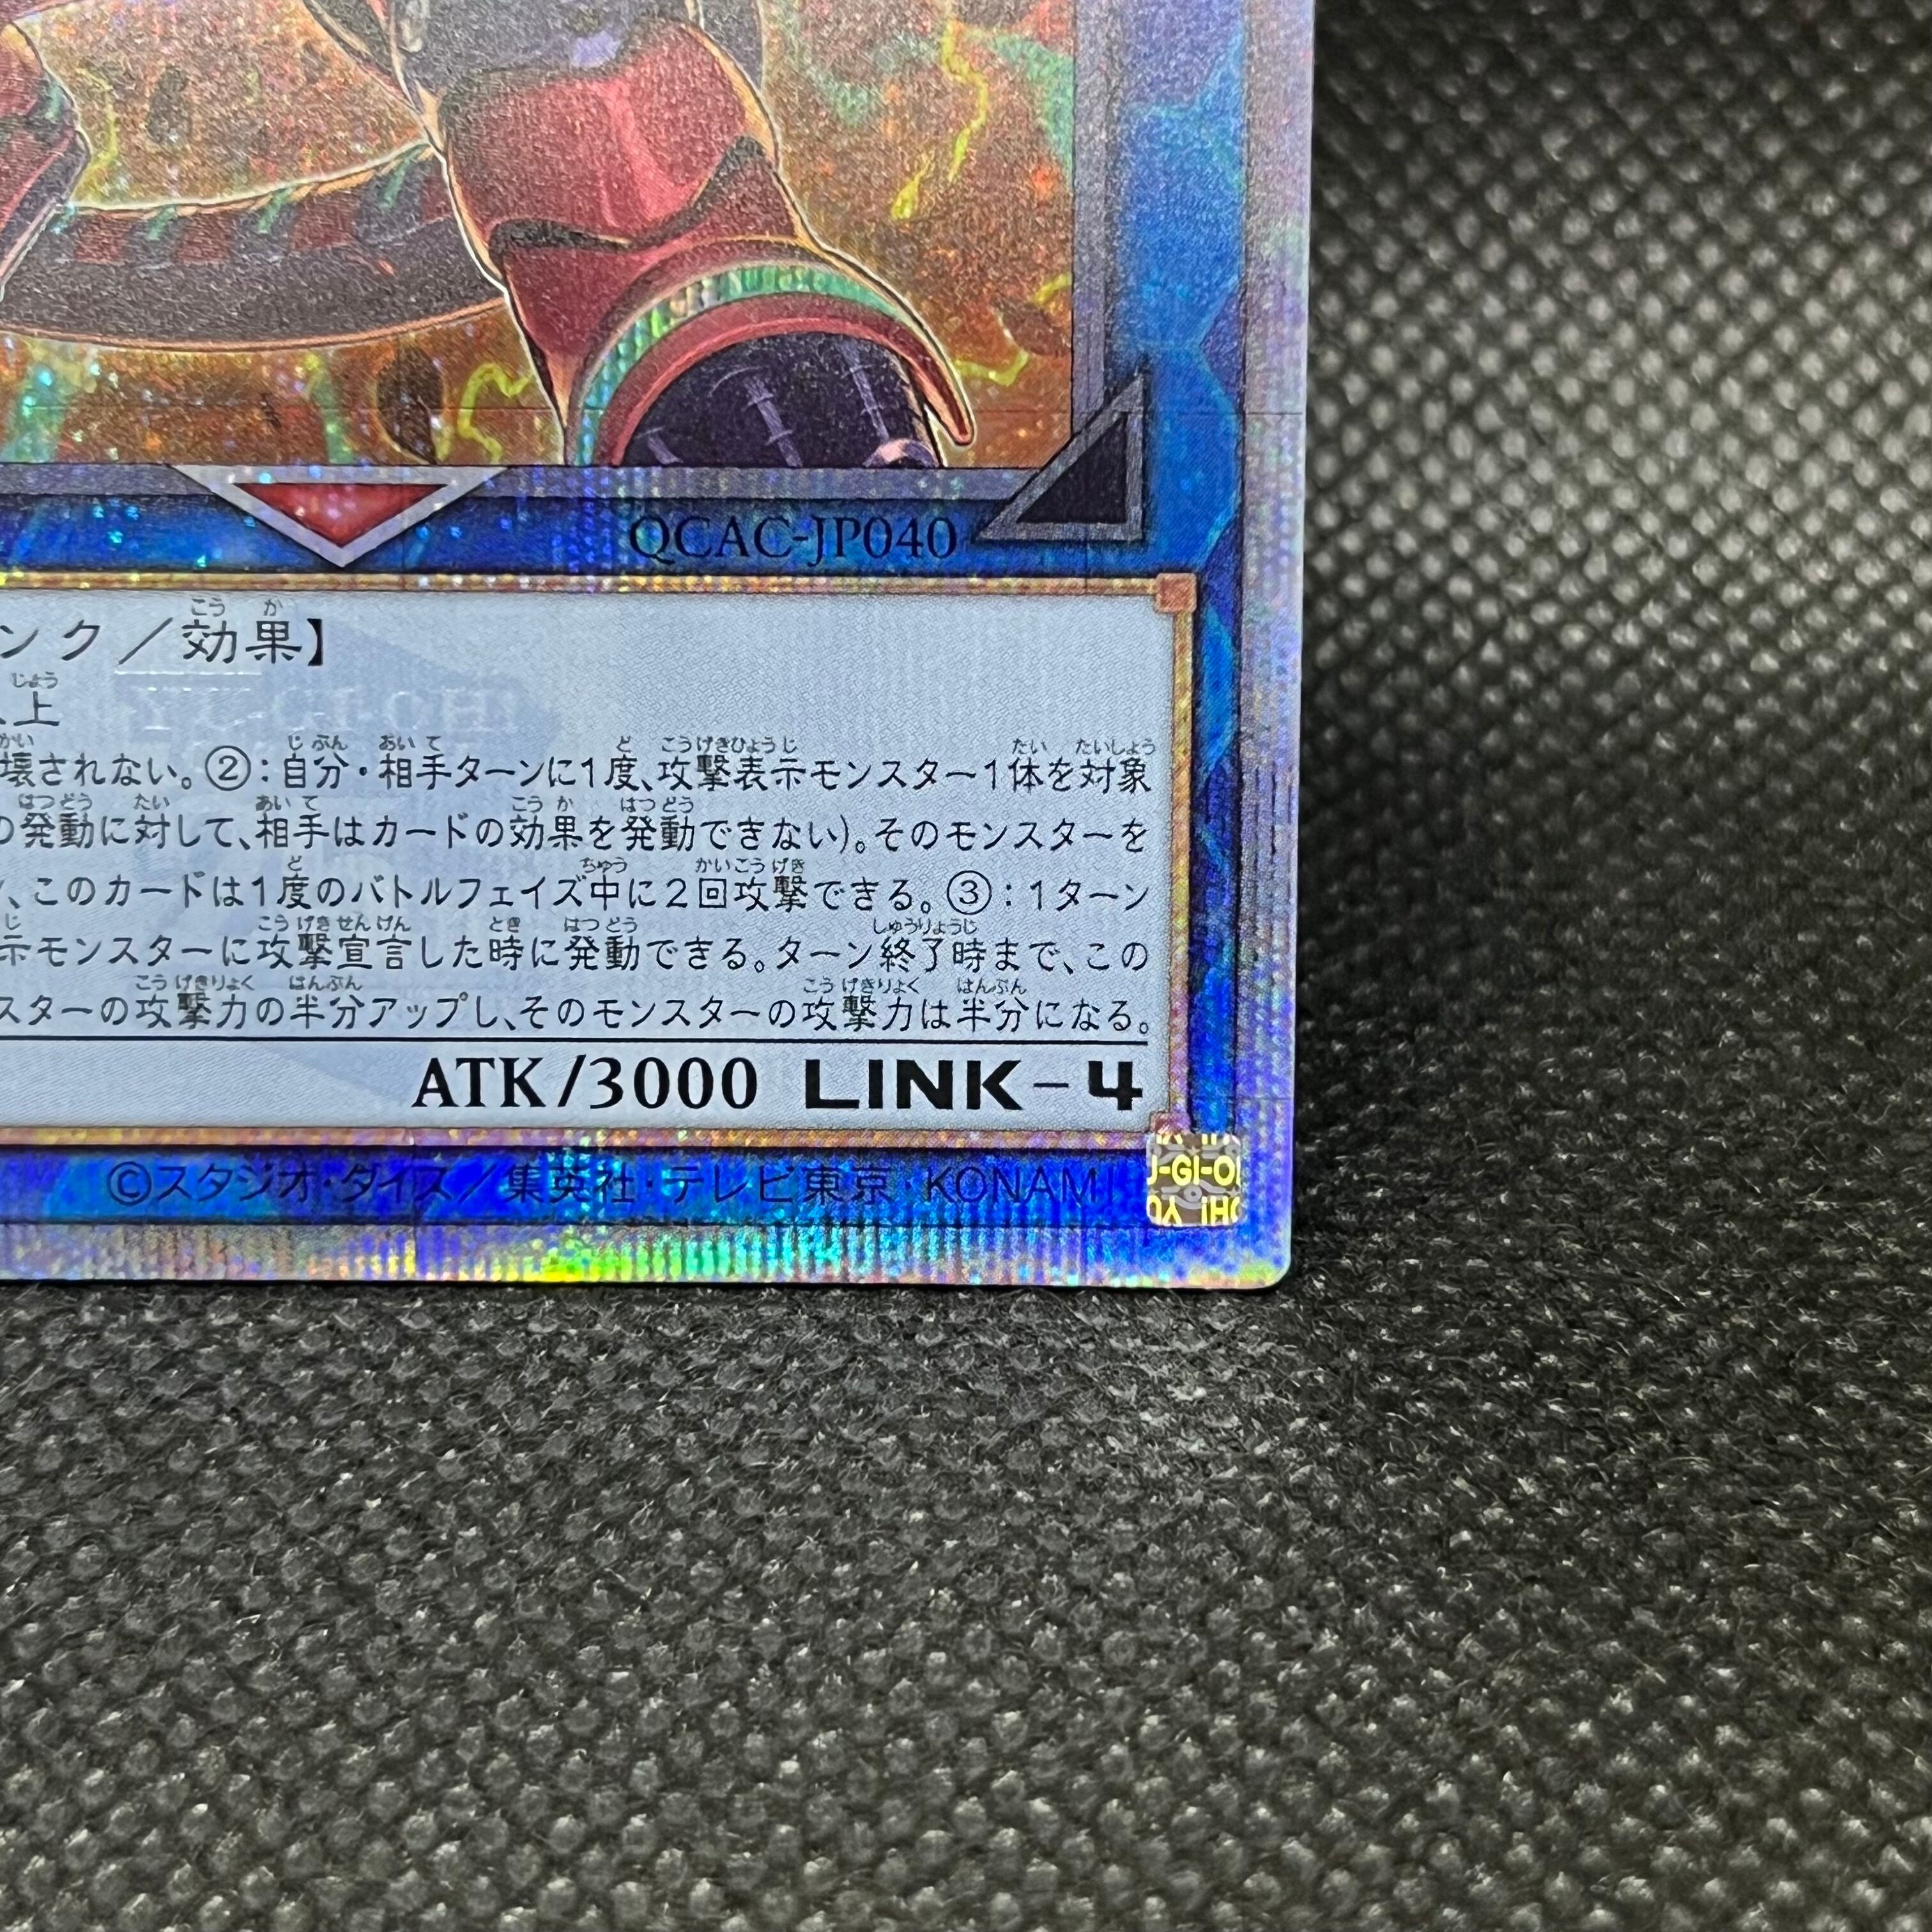 QCAC-JP040
ンク／効果】
上
壊されない。②：自分・相手ターンに1度、攻撃表示モンスター1体を対象
の発動に対して、相手はカードの効果を発動できない)。そのモンスターを
、このカードは1度のバトルフェイズ中に2回攻撃できる。③：1ターン
示モンスターに攻撃宣言した時に発動できる。ターン終了時まで、この
スターの攻撃力の半分アップし、そのモンスターの攻撃力は半分になる。
ATK/3000 LINK-4
©スタジオ・ダイス／集英社・テレビ東京・KONAMI
U-GI-O